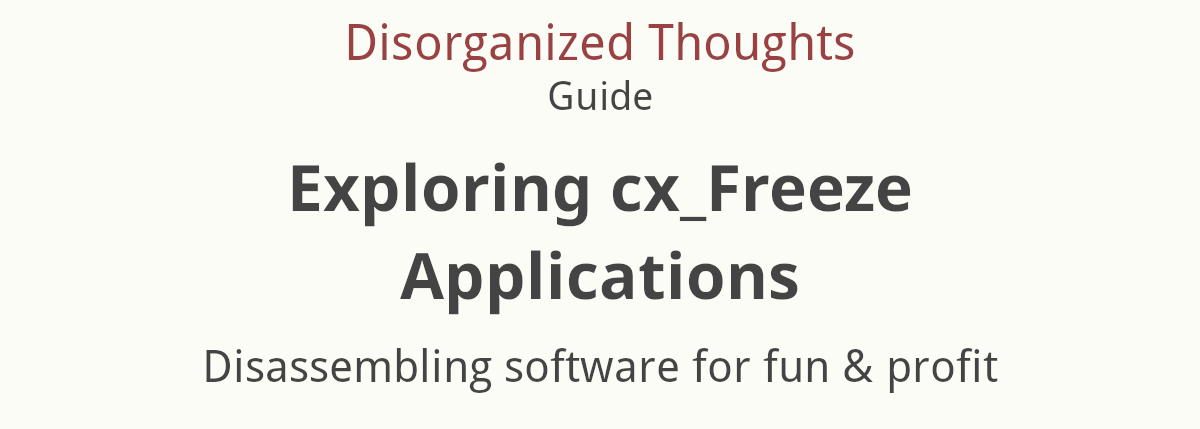 Disorganized Thoughts
Guide
Exploring cx_Freeze
Applications
Disassembling software for fun & profit